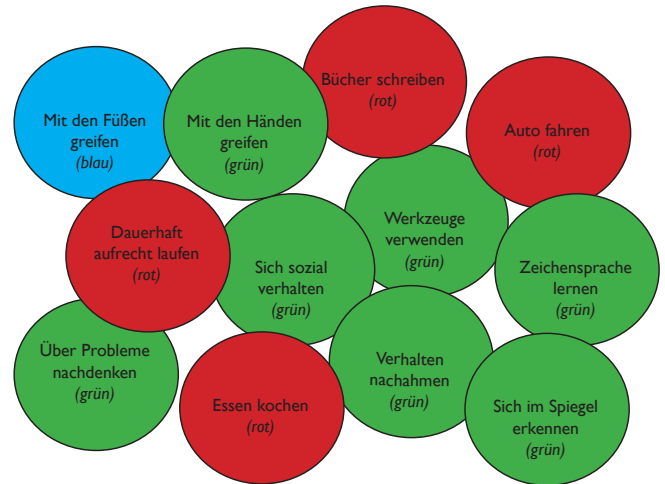 Mit den Füßen
greifen
(blau)
Mit den Händen
greifen
(grün)
Bücher schreiben
(rot)
Auto fahren
(rot)
Dauerhaft
aufrecht laufen
(rot)
Sich sozial
verhalten
(grün)
Werkzeuge
verwenden
(grün)
Zeichensprache
lernen
(grün)
Über Probleme
nachdenken
(grün)
Essen kochen
(rot)
Verhalten
nachahmen
(grün)
Sich im Spiegel
erkennen
(grün)